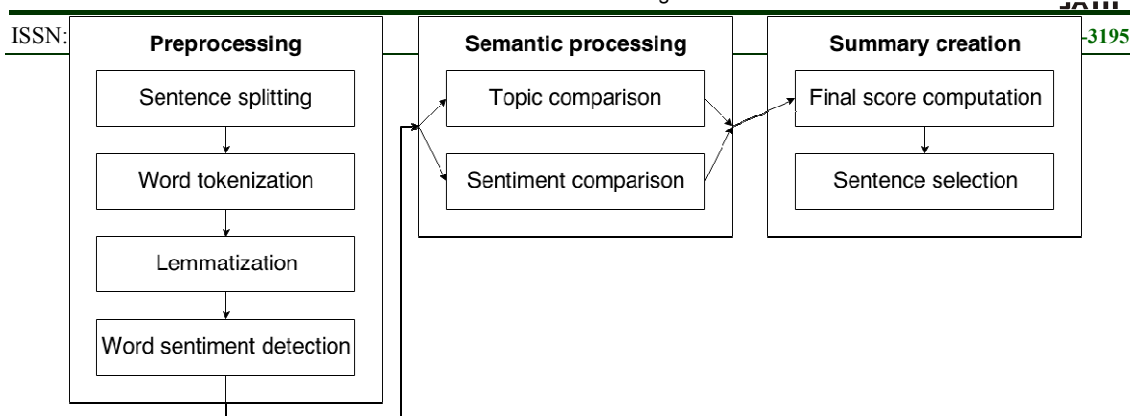 ISSN:
-3195
Preprocessing
Sentence splitting
Word tokenization
Lemmatization
Word sentiment detection
Semantic processing
Topic comparison
Sentiment comparison
Summary creation
Final score computation
Sentence selection